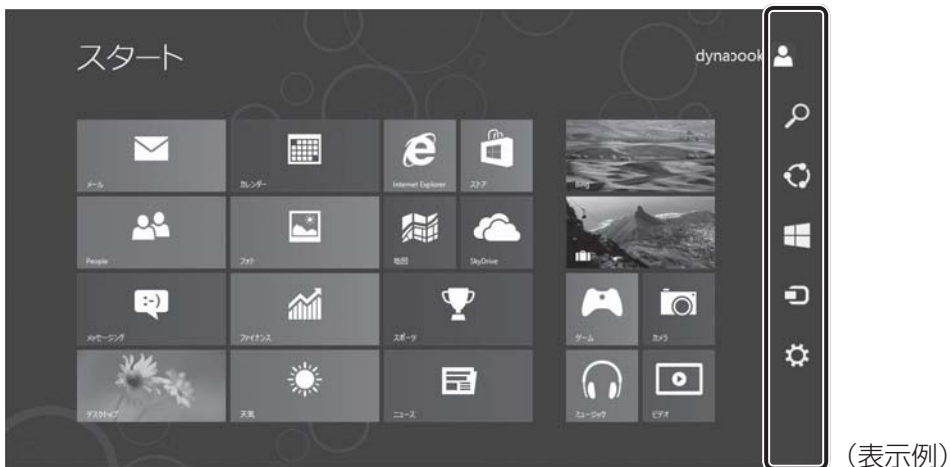 スタート
dynabook
メール
カレンダー
Internet Explorer
ストア
Bing
People
フォト
地図
SkyDrive
メッセージング
ファイナンス
スポーツ
ゲーム
カメラ
デスクトップ
天気
ニュース
ミュージック
ビデオ
(表示例)